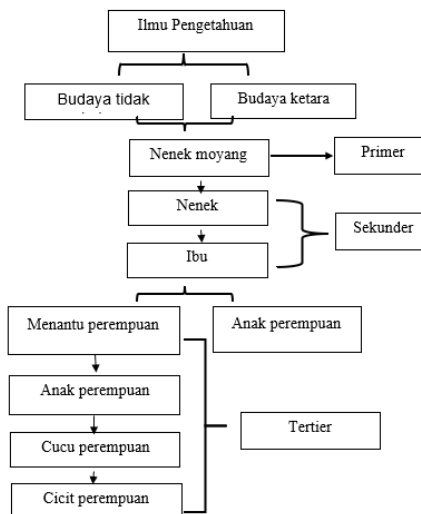 Ilmu Pengetahuan
Budaya tidak
Budaya ketara
Nenek moyang
Primer
Nenek
Sekunder
Ibu
Menantu perempuan
Anak perempuan
Anak perempuan
Tertier
Cucu perempuan
Cicit perempuan